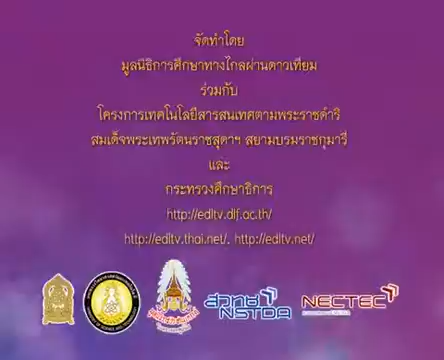 จัดทำโดย
มูลนิธิการศึกษาทางไกลผ่านดาวเทียม
ร่วมกับ
โครงการเทคโนโลยีสารสนเทศตามพระราชดำริ
สมเด็จพระเทพรัตนราชสุดาฯ สยามบรมราชกุมารี
และ
กระทรวงศึกษาธิการ
http://edltv.dlf.ac.th/
http://edltv.thai.net/, http://edltv.net/
สวทช
NSTDA
NECTEC